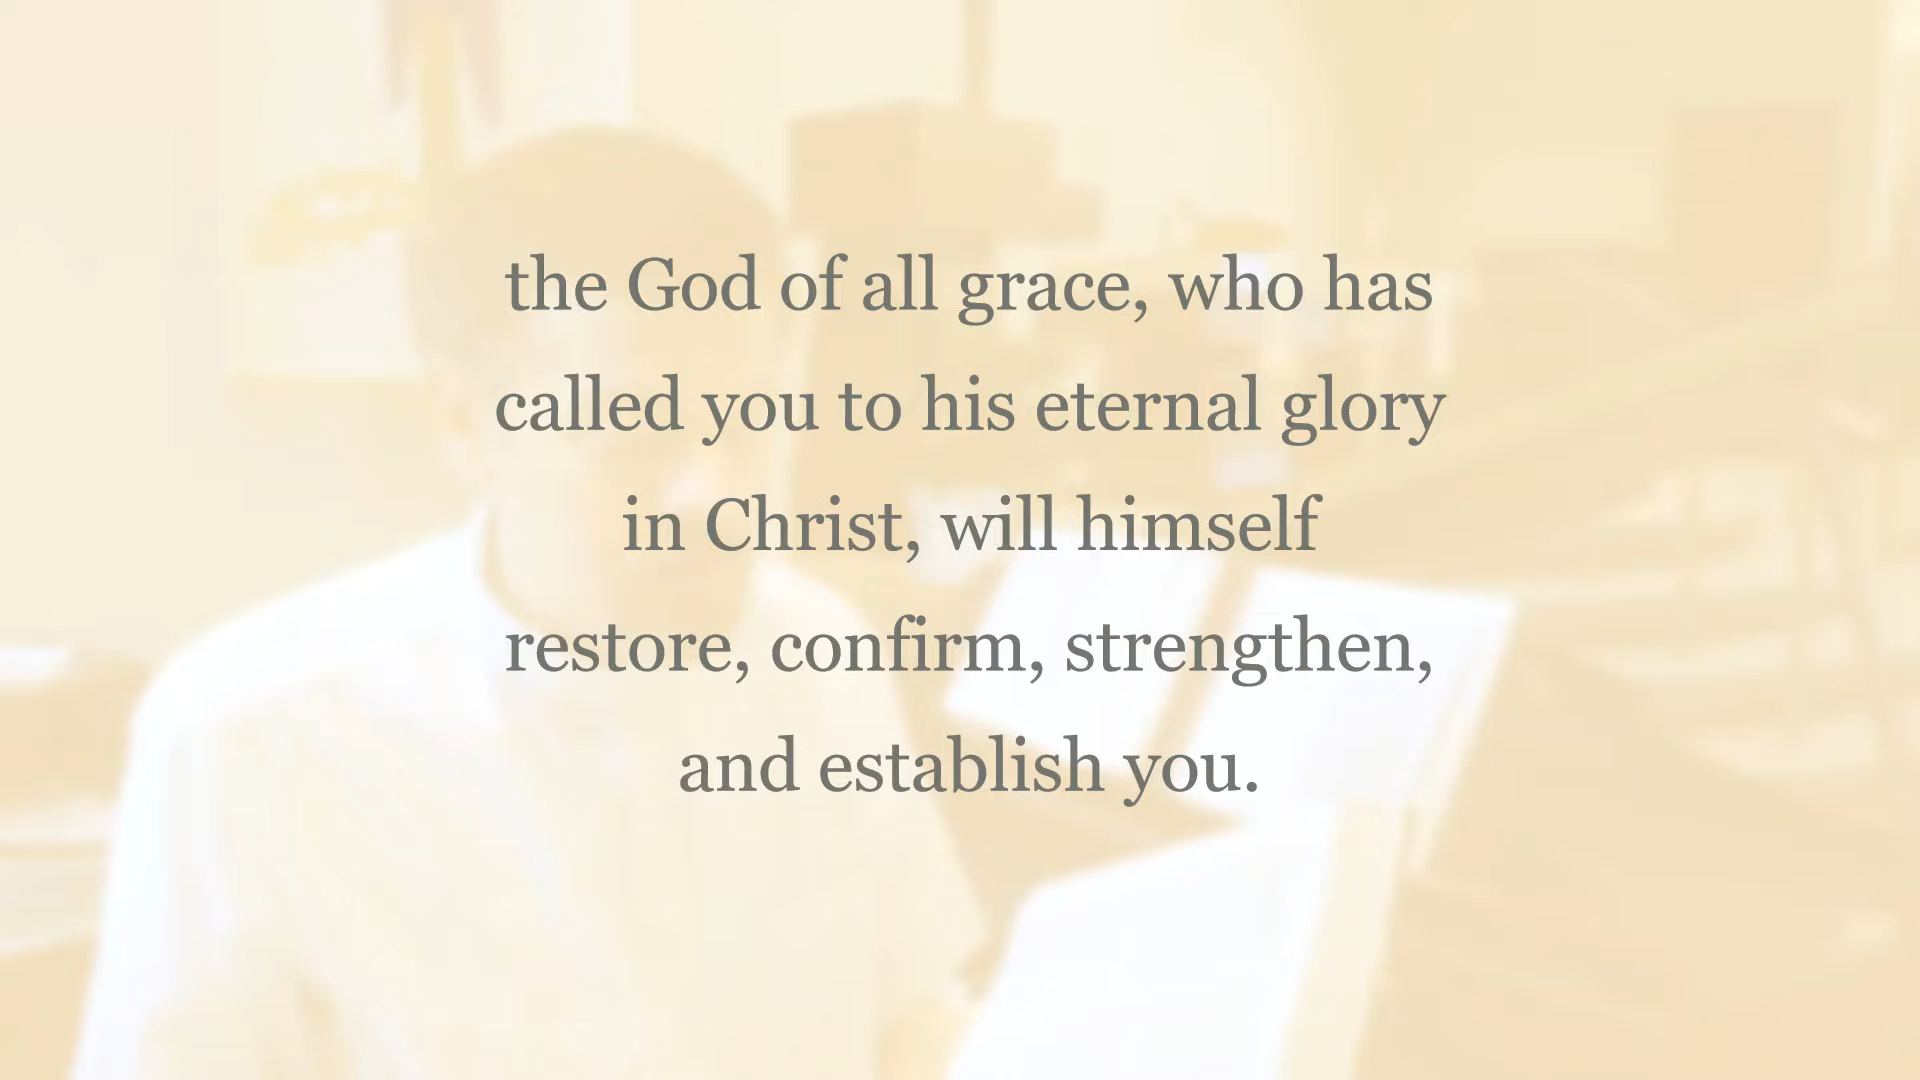 the God of all grace, who has
called you to his eternal glory
in Christ, will himself
restore, confirm, strengthen,
and establish you.